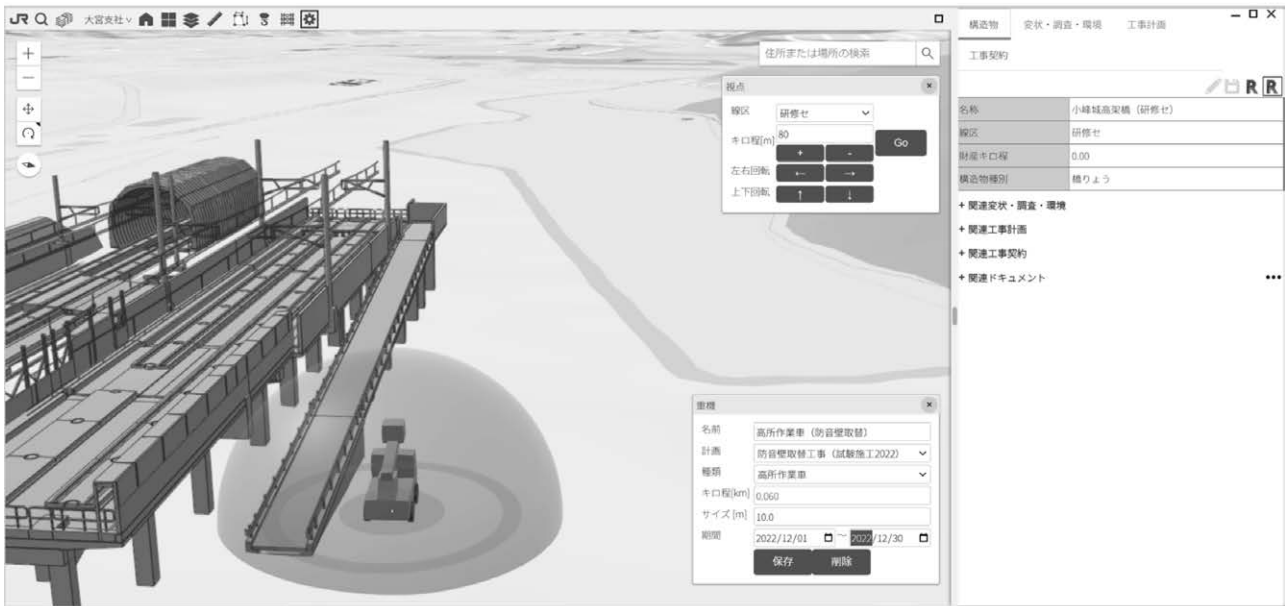 JR 大宮支社
住所または場所の検索
視点
線区 研修セ
キロ程[m] 80
+ -
Go
左右回転 ← →
上下回転 ↑ ↓
重機
名前 高所作業車（防音壁取替）
計画 防音壁取替工事（試験施工2022）
種類 高所作業車
キロ程[km] 0.060
サイズ[m] 10.0
期間 2022/12/01 ～ 2022/12/30
保存 削除
構造物 変状・調査・環境 工事計画
工事契約
R R
名称 小峰城高架橋（研修セ）
線区 研修セ
財産キロ程 0.00
構造物種別 橋りょう
+ 関連変状・調査・環境
+ 関連工事計画
+ 関連工事契約
+ 関連ドキュメント